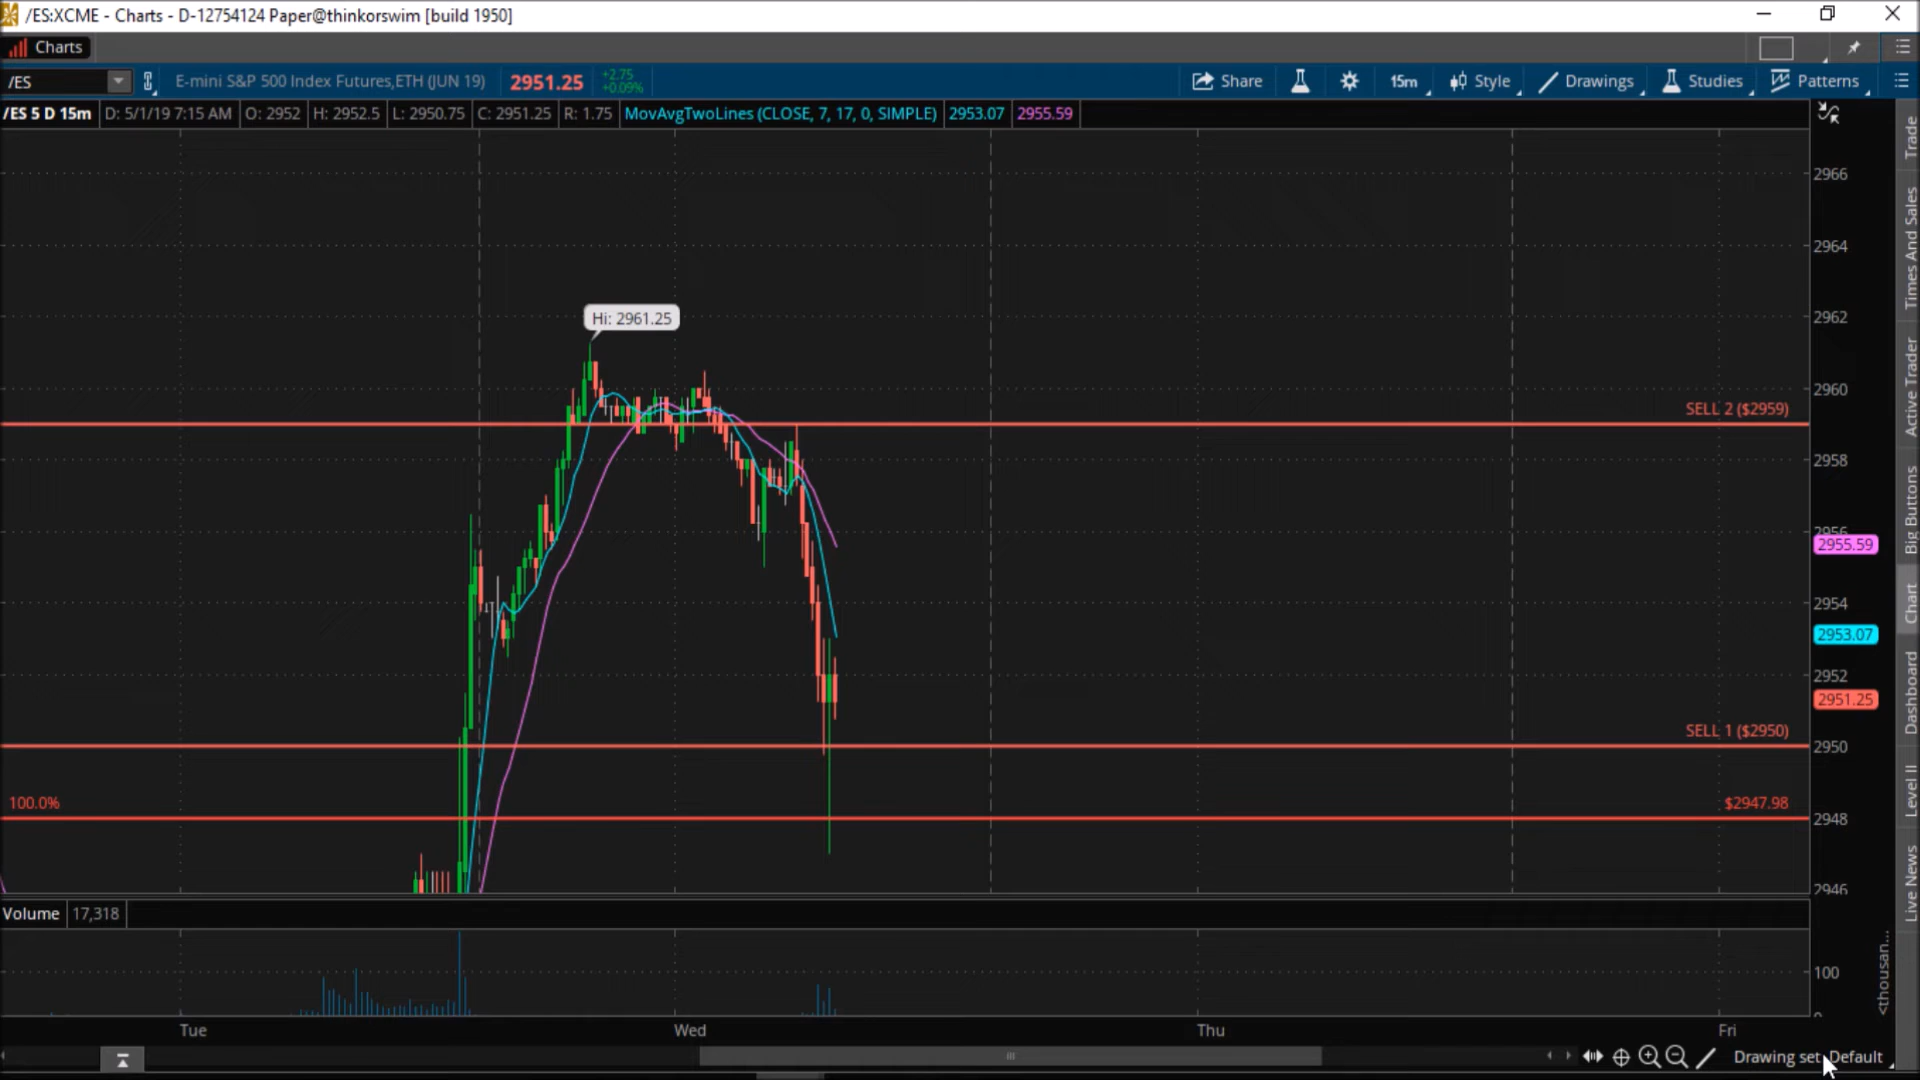 /ES:XCME - Charts - D-12754124 Paper@thinkorswim [build 1950]
Charts
/ES E-mini S&P 500 Index Futures,ETH (JUN 19) 2951.25 +2.75 +0.09% Share 15m Style Drawings Studies Patterns
/ES 5 D 15m D: 5/1/19 7:15 AM O: 2952 H: 2952.5 L: 2950.75 C: 2951.25 R: 1.75 MovAvgTwoLines (CLOSE, 7, 17, 0, SIMPLE) 2953.07 2955.59
2966
2964
Hi: 2961.25
2962
2960
SELL 2 ($2959)
2958
2956
2955.59
2954
2953.07
2952
2951.25
SELL 1 ($2950)
2950
100.0% $2947.98
2948
2946
Volume 17,318
100
<thousan...
Tue Wed Thu Fri
Drawing set: Default
Trade
Times And Sales
Active Trader
Big Buttons
Chart
Dashboard
Level II
Live News